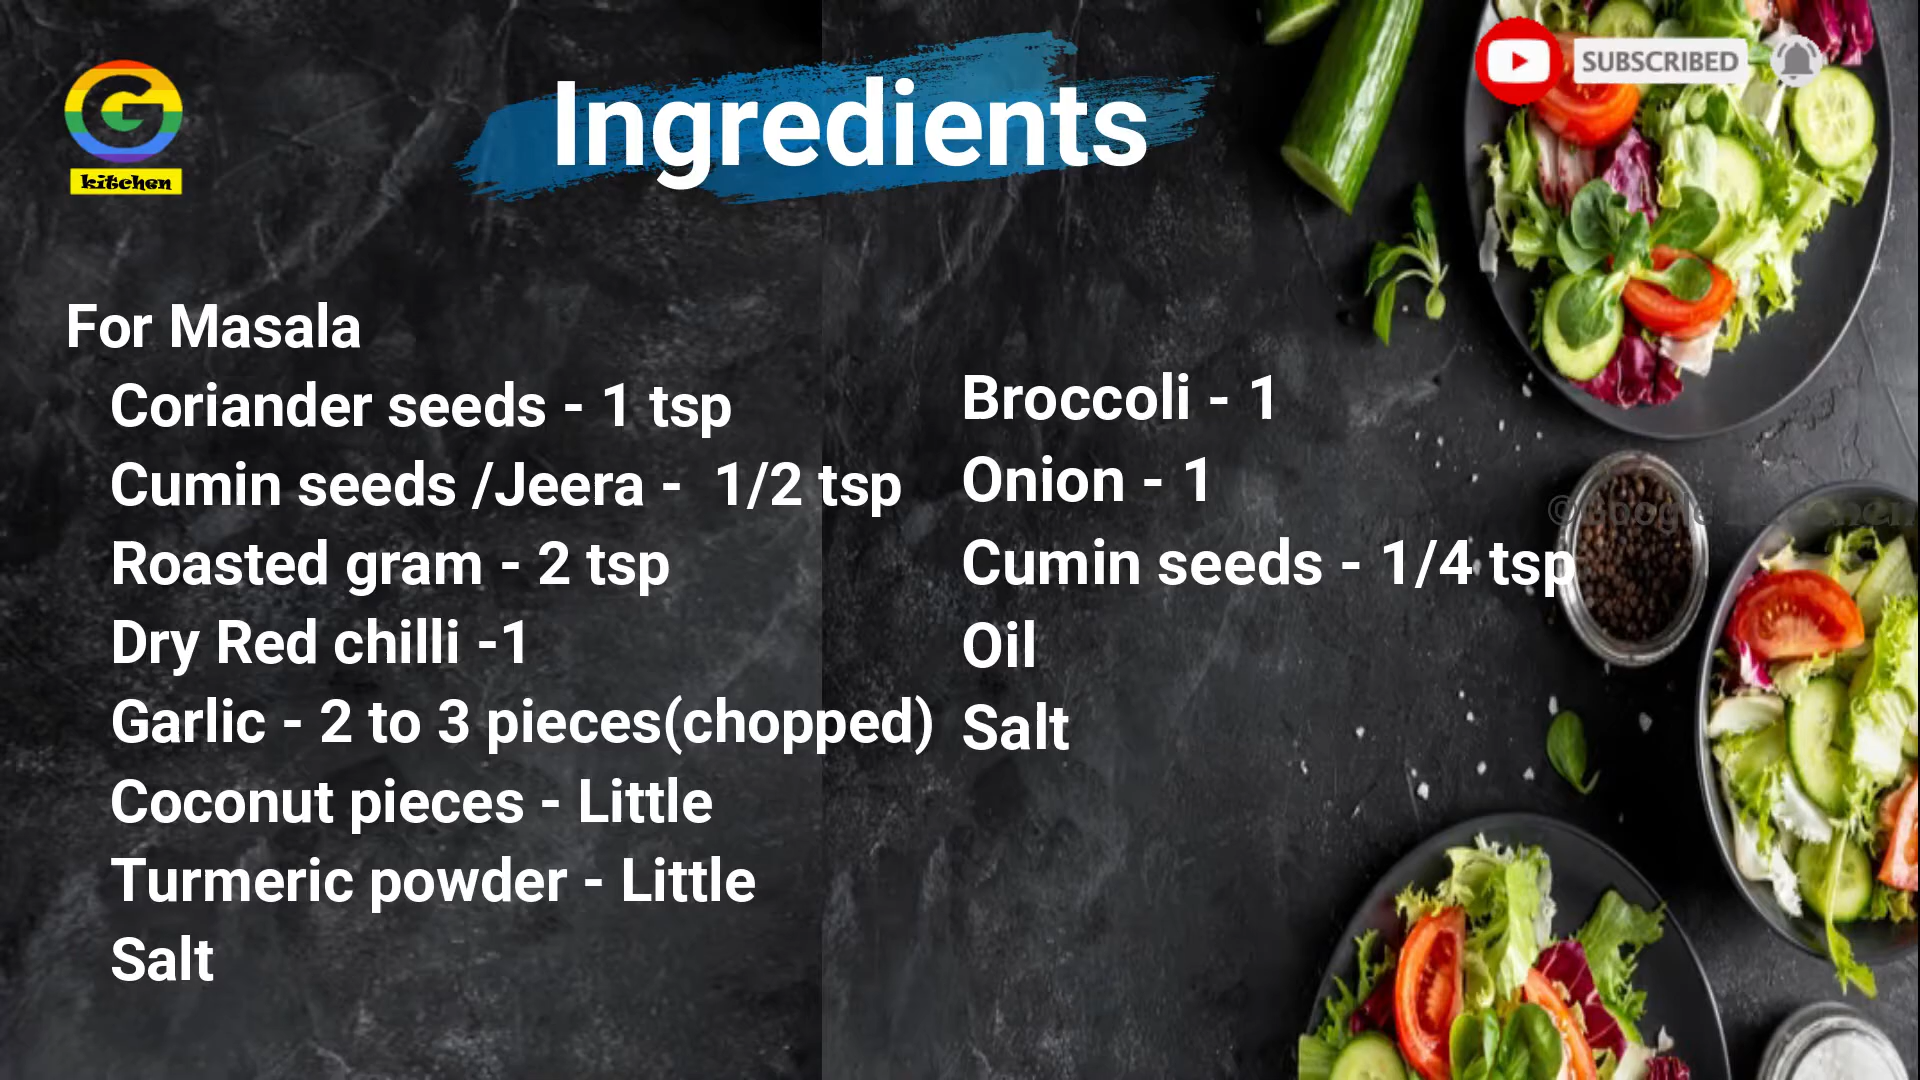 G
kitchen
Ingredients
SUBSCRIBED
For Masala
Coriander seeds - 1 tsp
Cumin seeds /Jeera -  1/2 tsp
Roasted gram - 2 tsp
Dry Red chilli -1
Garlic - 2 to 3 pieces(chopped)
Coconut pieces - Little
Turmeric powder - Little
Salt
Broccoli - 1
Onion - 1
Cumin seeds - 1/4 tsp
Oil
Salt